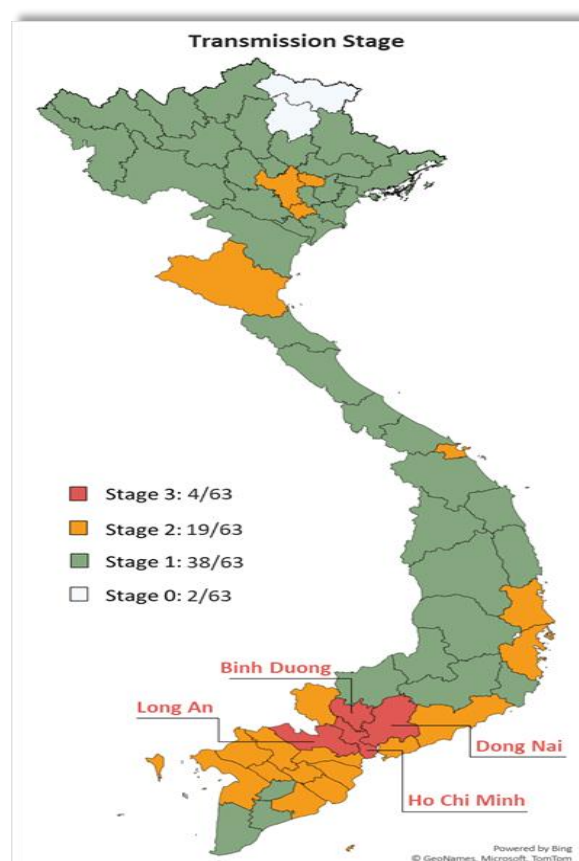 Transmission Stage
Stage 3: 4/63
Stage 2: 19/63
Stage 1: 38/63
Stage 0: 2/63
Binh Duong
Long An
Dong Nai
Ho Chi Minh
Powered by Bing
© GeoNames, Microsoft, TomTom